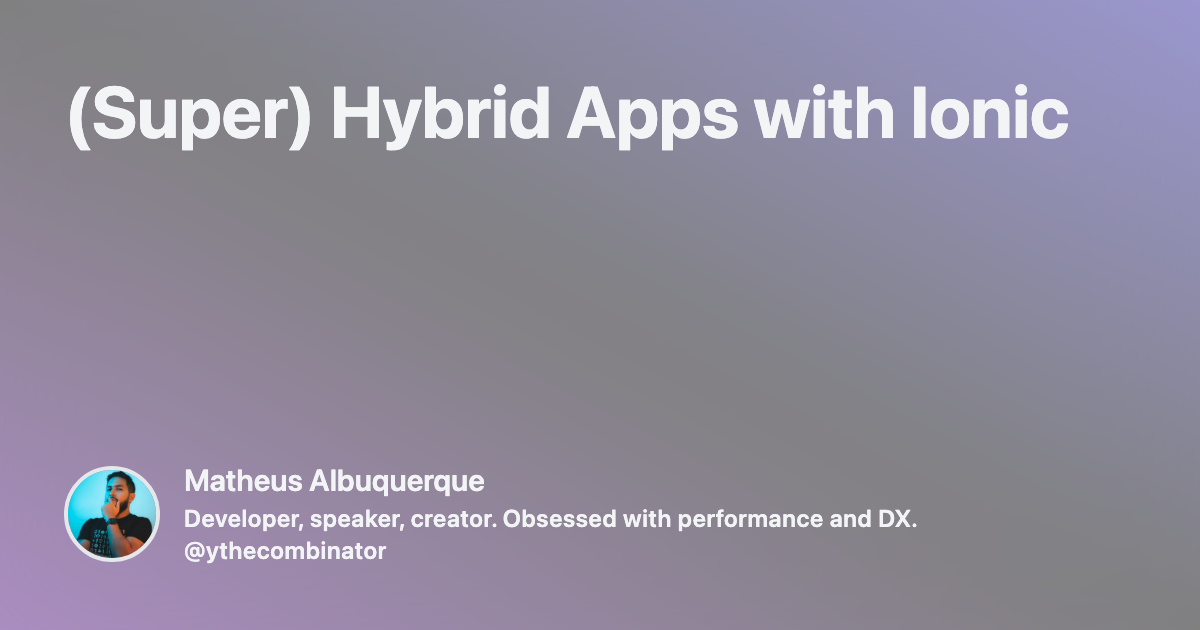 (Super) Hybrid Apps with Ionic
Matheus Albuquerque
Developer, speaker, creator. Obsessed with performance and DX.
@ythecombinator